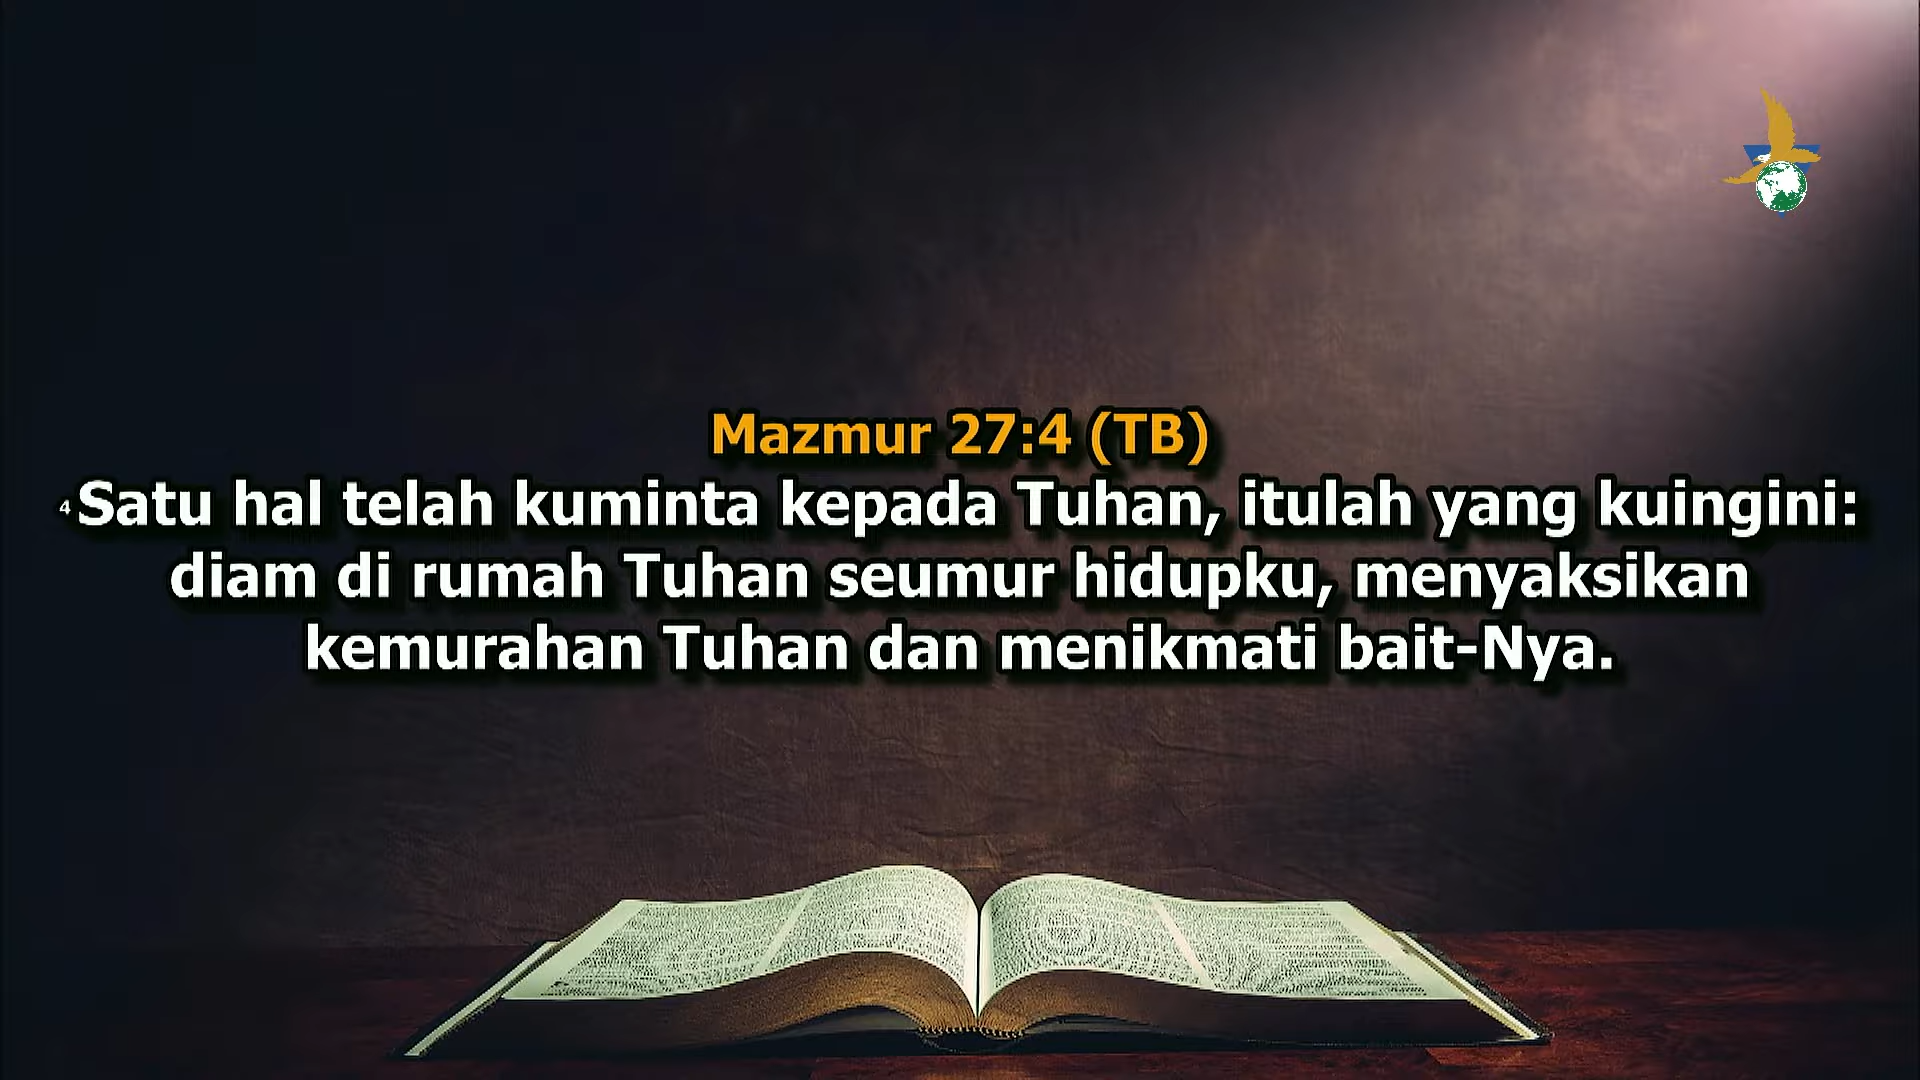 Mazmur 27:4 (TB)
4 Satu hal telah kuminta kepada Tuhan, itulah yang kuingini:
diam di rumah Tuhan seumur hidupku, menyaksikan
kemurahan Tuhan dan menikmati bait-Nya.